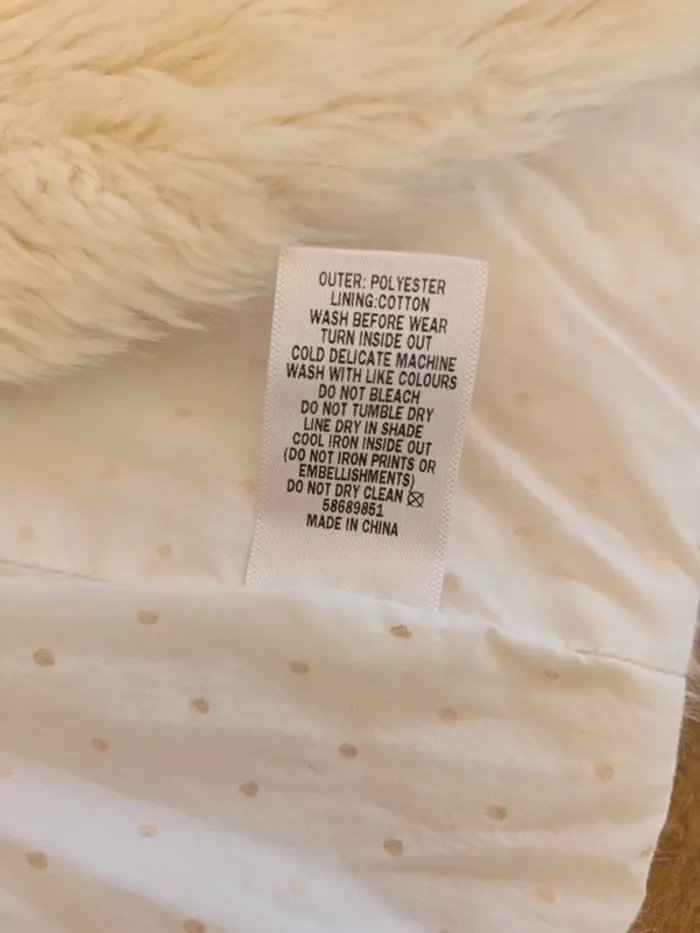 OUTER: POLYESTER
LINING:COTTON
WASH BEFORE WEAR
TURN INSIDE OUT
COLD DELICATE MACHINE
WASH WITH LIKE COLOURS
DO NOT BLEACH
DO NOT TUMBLE DRY
LINE DRY IN SHADE
COOL IRON INSIDE OUT
(DO NOT IRON PRINTS OR
EMBELLISHMENTS)
DO NOT DRY CLEAN
58689851
MADE IN CHINA